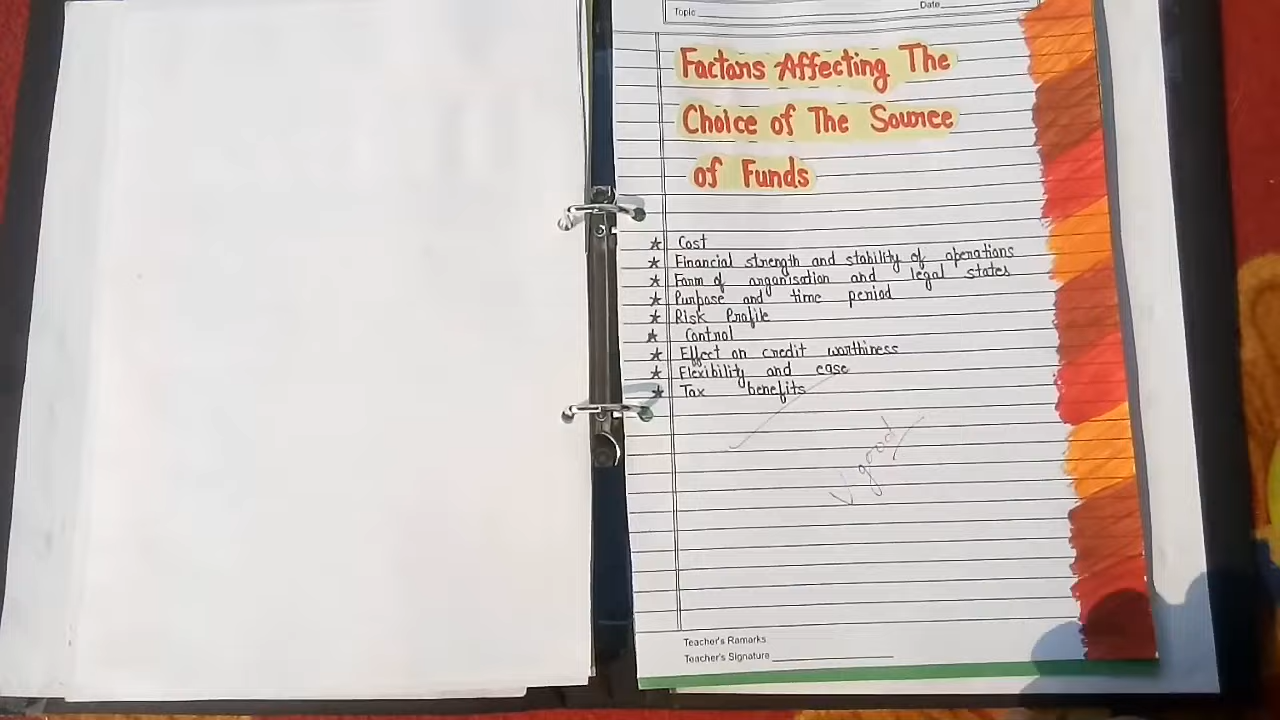 Topic
Date
Factors Affecting The
Choice of The Source
of Funds
★ Cost
★ Financial strength and stability of operations
★ Form of organisation and legal states
★ Purpose and time period
★ Risk Profile
★ Control
★ Effect on credit worthiness
★ Flexibility and ease
★ Tax benefits
V good
Teacher's Remarks
Teacher's Signature